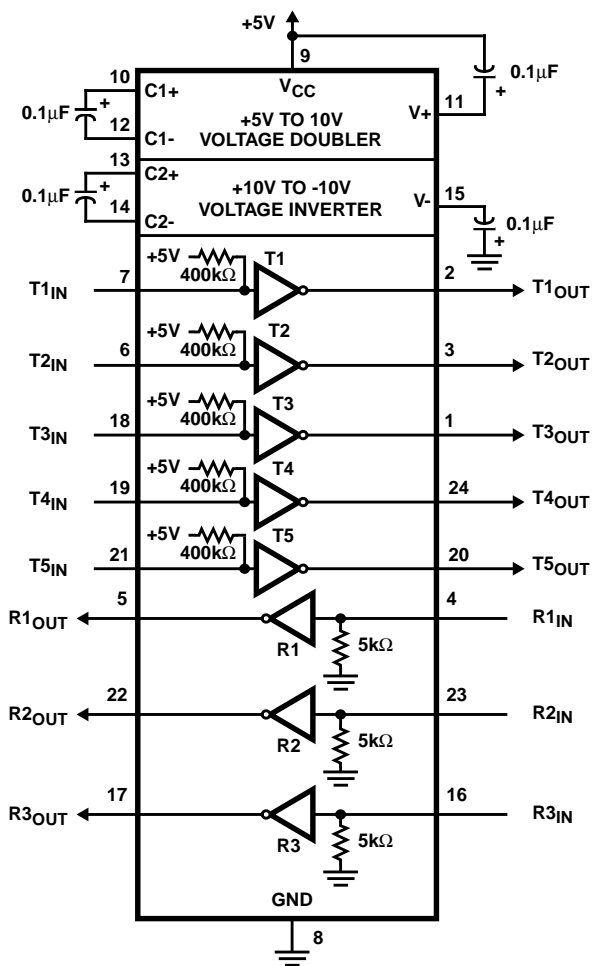 +5V
9
10
C1+
VCC
0.1μF
0.1μF
+
+
V+
11
12
C1-
+5V TO 10V
VOLTAGE DOUBLER
13
C2+
+10V TO -10V
VOLTAGE INVERTER
0.1μF
+
V-
15
14
C2-
0.1μF
+
+5V
400kΩ
T1
T1IN
7
2
T1OUT
+5V
400kΩ
T2
T2IN
6
3
T2OUT
+5V
400kΩ
T3
T3IN
18
1
T3OUT
+5V
400kΩ
T4
T4IN
19
24
T4OUT
+5V
400kΩ
T5
T5IN
21
20
T5OUT
R1OUT
5
4
R1IN
R1
5kΩ
R2OUT
22
23
R2IN
R2
5kΩ
R3OUT
17
16
R3IN
R3
5kΩ
GND
8